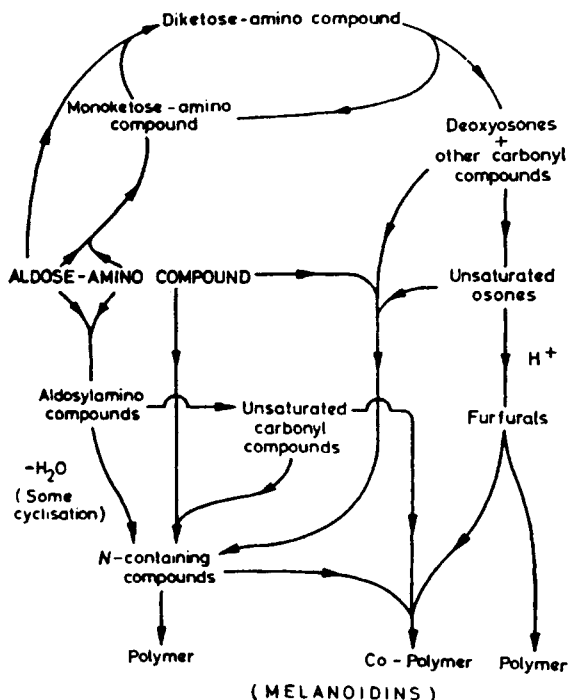 Diketose-amino compound
Monoketose-amino
compound
Deoxyosones
+
other carbonyl
compounds
ALDOSE-AMINO COMPOUND
Unsaturated
osones
H+
Aldosylamino
compounds
Unsaturated
carbonyl
compounds
Furfurals
-H2O
(Some
cyclisation)
N-containing
compounds
Polymer
Co-Polymer
Polymer
(MELANOIDINS)